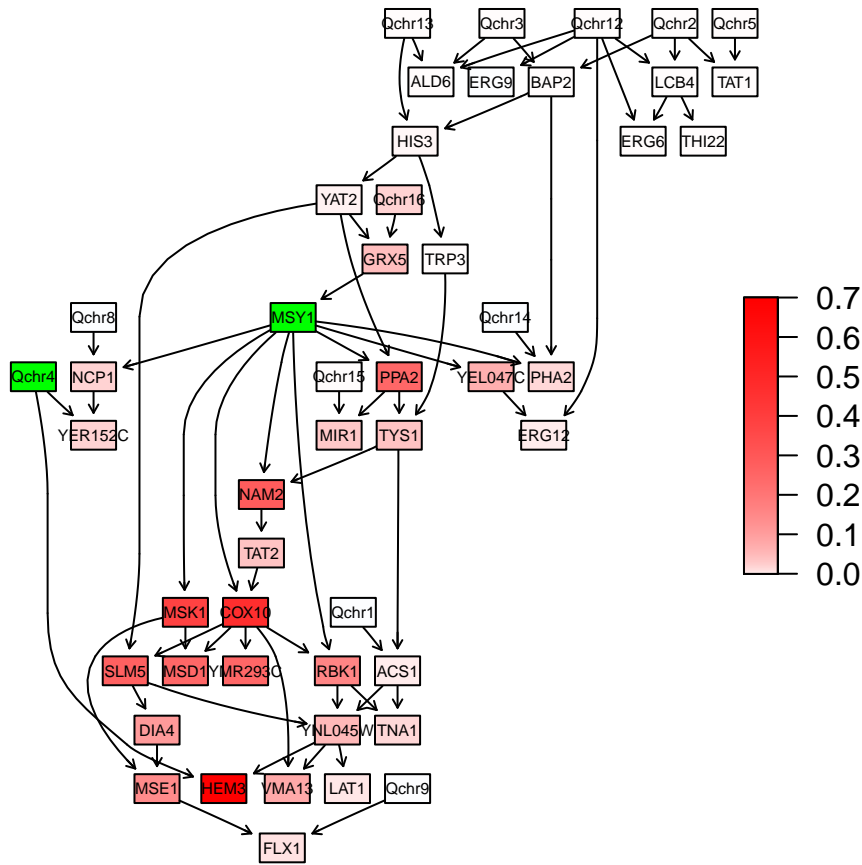 Qchr13 Qchr3 Qchr12 Qchr2 Qchr5
ALD6 ERG9 BAP2 LCB4 TAT1
HIS3 ERG6 THI22
YAT2 Qchr16
GRX5 TRP3
Qchr8 MSY1 Qchr14
Qchr4 NCP1 Qchr15 PPA2 YEL047C PHA2
YER152C MIR1 TYS1 ERG12
NAM2
TAT2
MSK1 COX10 Qchr1
SLM5 MSD1 YMR293C RBK1 ACS1
DIA4 YNL045W TNA1
MSE1 HEM3 VMA13 LAT1 Qchr9
FLX1
0.7
0.6
0.5
0.4
0.3
0.2
0.1
0.0